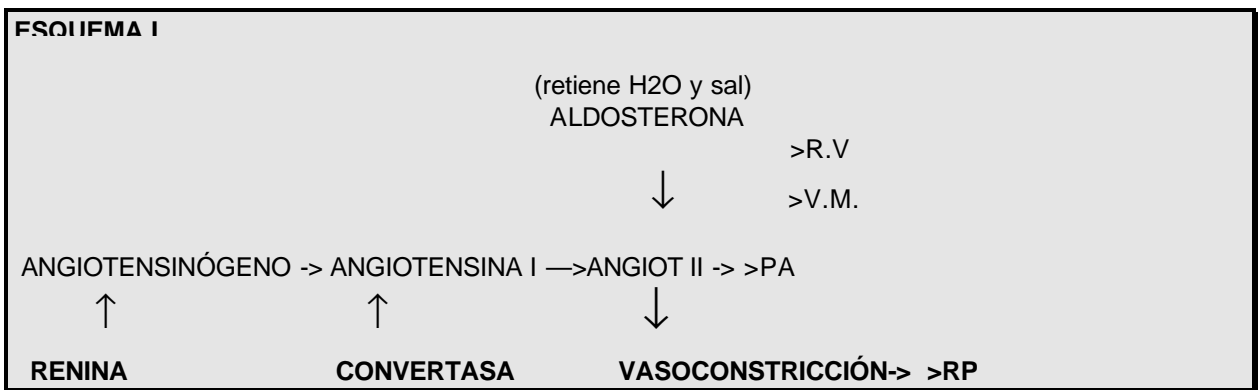 ESQUEMA I
(retiene H2O y sal)
ALDOSTERONA
>R.V
↓ >V.M.
ANGIOTENSINÓGENO -> ANGIOTENSINA I —>ANGIOT II -> >PA
↑ ↑ ↓
RENINA CONVERTASA VASOCONSTRICCIÓN-> >RP